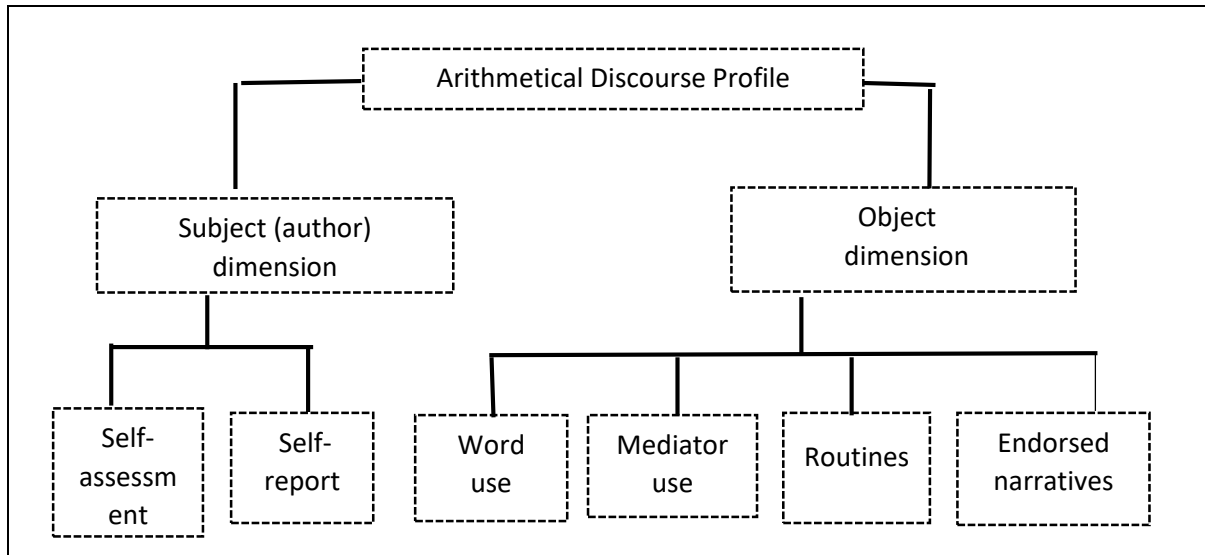 Arithmetical Discourse Profile
Subject (author)
dimension
Object
dimension
Self-
assessm
ent
Self-
report
Word
use
Mediator
use
Routines
Endorsed
narratives